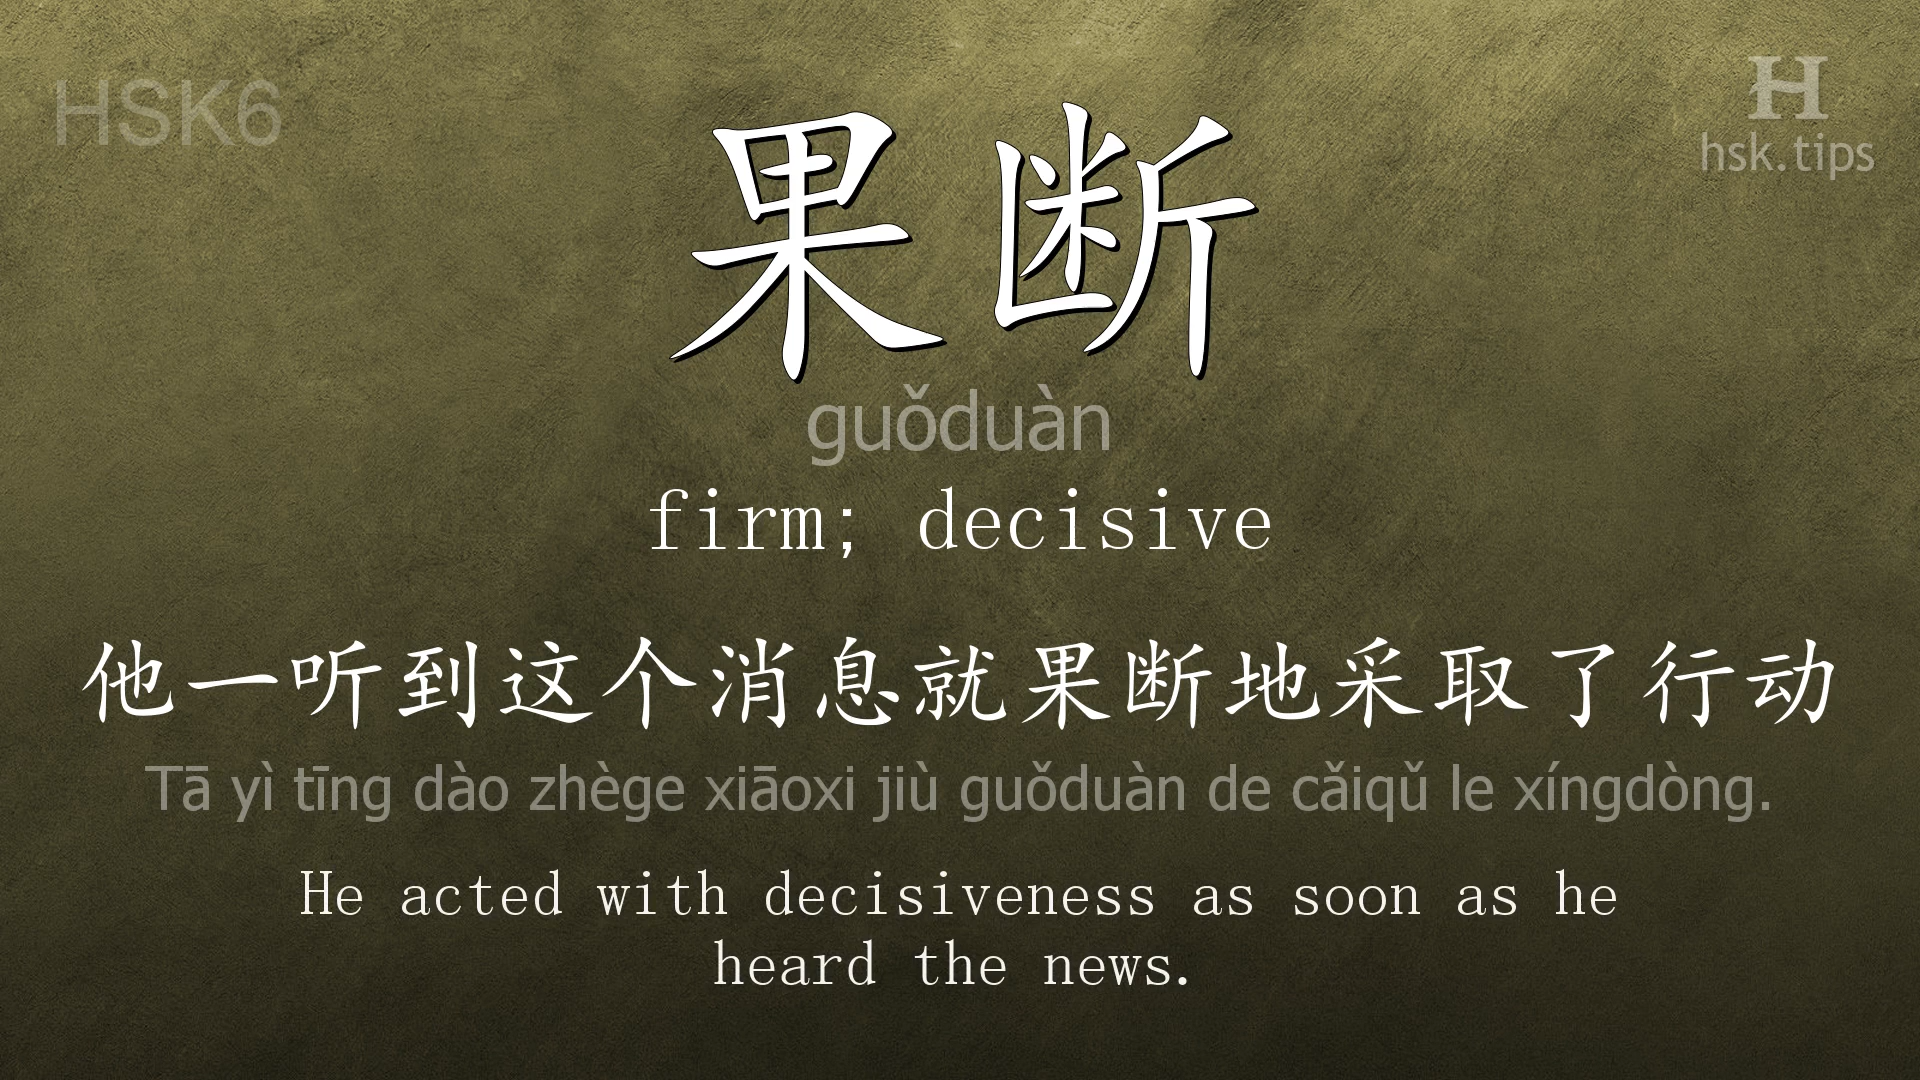 HSK6
H
hsk.tips
果断
guǒduàn
firm; decisive
他一听到这个消息就果断地采取了行动
Tā yì tīng dào zhège xiāoxi jiù guǒduàn de cǎiqǔ le xíngdòng.
He acted with decisiveness as soon as he
heard the news.